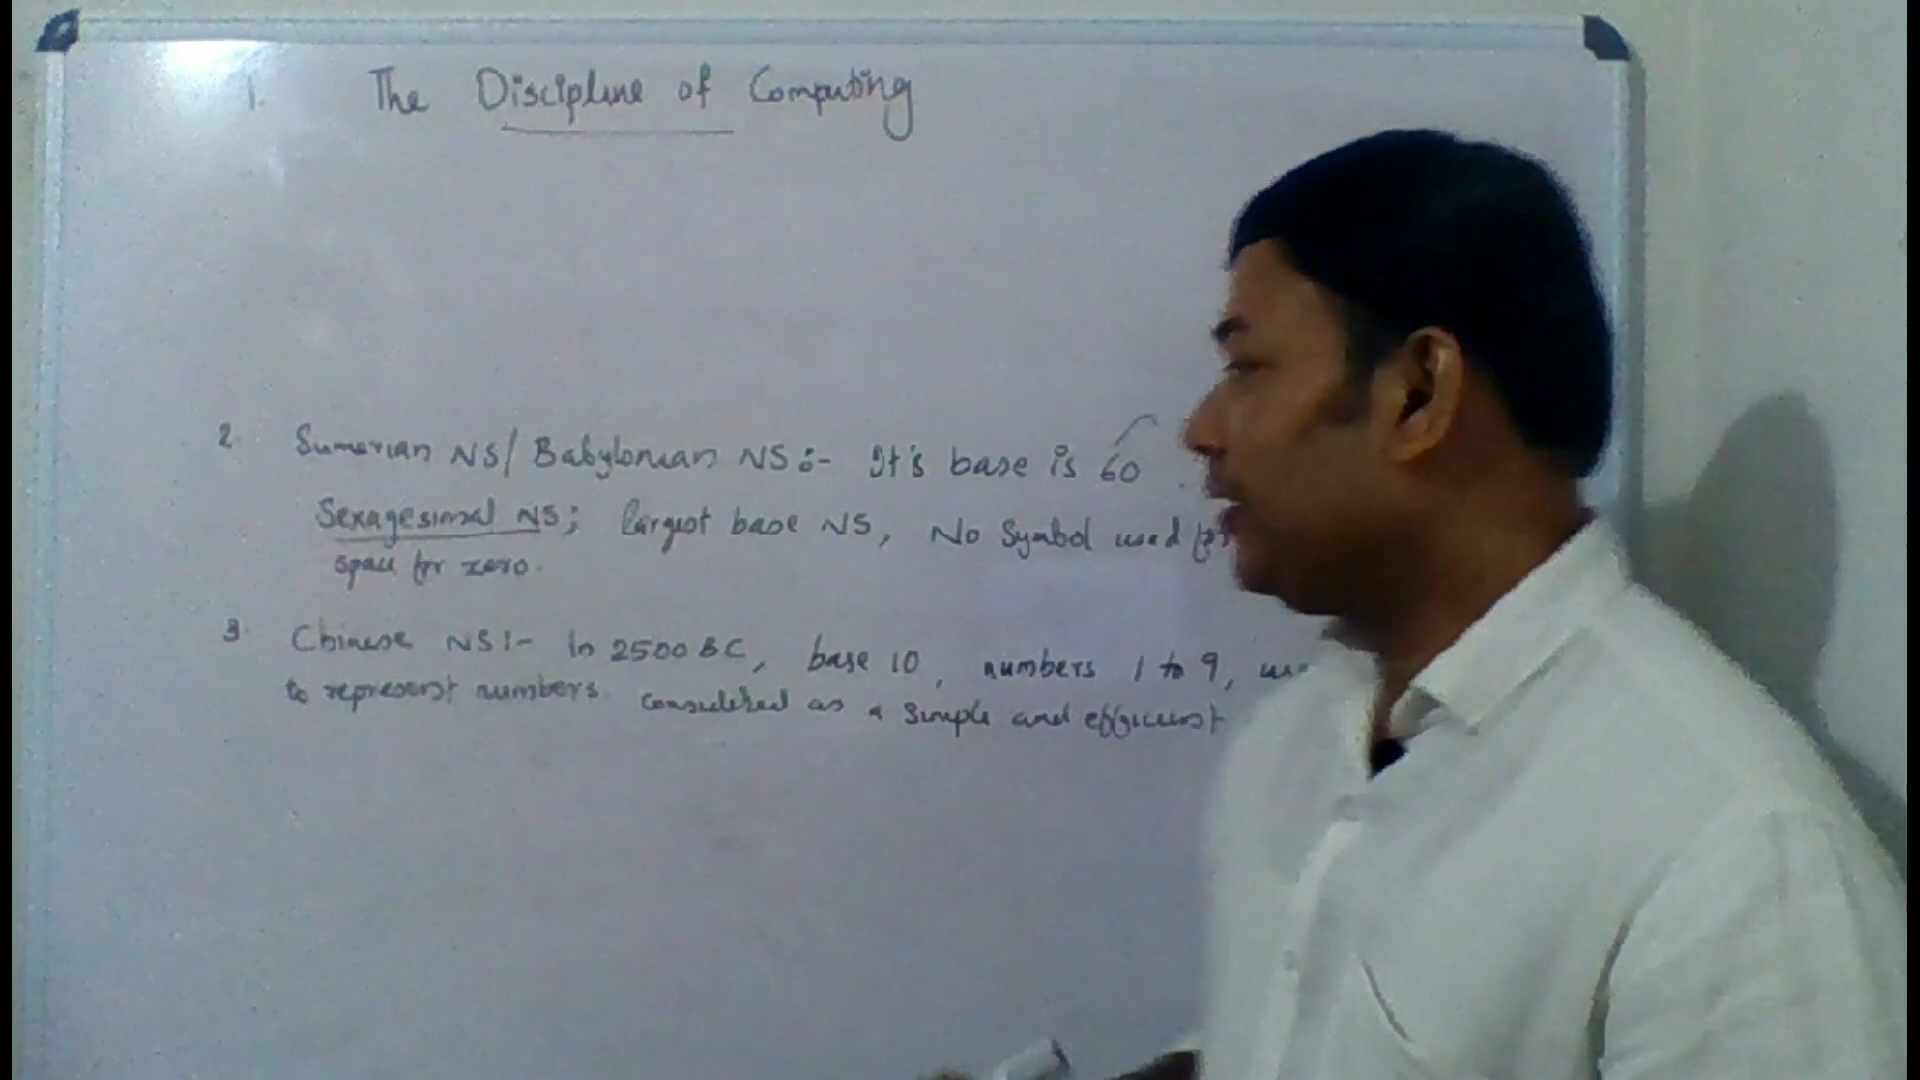 1. The Discipline of Computing
2. Sumerian NS/ Babylonian NS:- It's base is 60
Sexagesimal NS; largest base NS, No Symbol used for
space for zero.
3. Chinese NS:- In 2500 BC, base 10, numbers 1 to 9,
to represent numbers. Considered as a simple and efficient